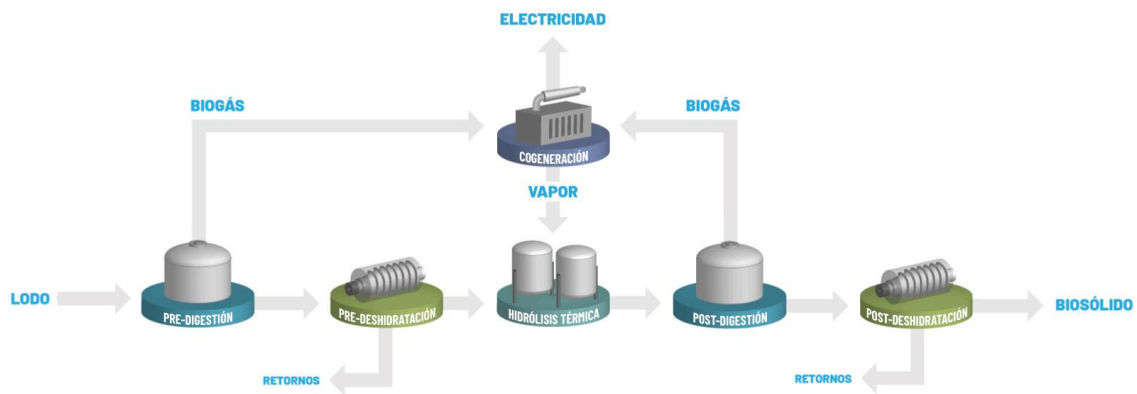 ELECTRICIDAD
BIOGÁS
BIOGÁS
COGENERACIÓN
VAPOR
LODO
PRE-DIGESTIÓN
PRE-DESHIDRATACIÓN
HIDRÓLISIS TÉRMICA
POST-DIGESTIÓN
POST-DESHIDRATACIÓN
BIOSÓLIDO
RETORNOS
RETORNOS